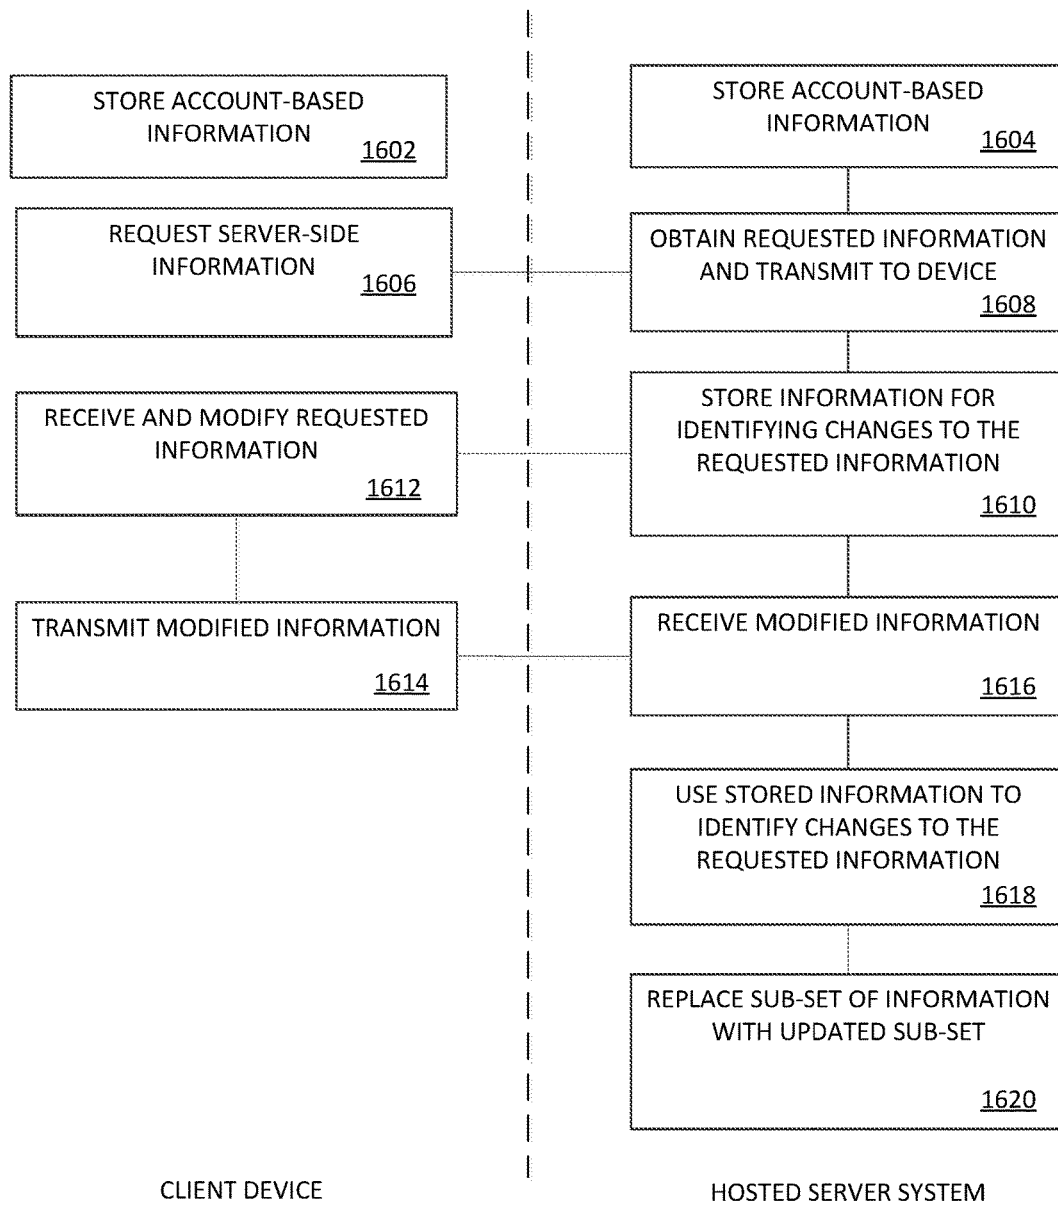 STORE ACCOUNT-BASED
INFORMATION
1602
STORE ACCOUNT-BASED
INFORMATION
1604
REQUEST SERVER-SIDE
INFORMATION
1606
OBTAIN REQUESTED INFORMATION
AND TRANSMIT TO DEVICE
1608
STORE INFORMATION FOR
IDENTIFYING CHANGES TO THE
REQUESTED INFORMATION
1610
RECEIVE AND MODIFY REQUESTED
INFORMATION
1612
TRANSMIT MODIFIED INFORMATION
1614
RECEIVE MODIFIED INFORMATION
1616
USE STORED INFORMATION TO
IDENTIFY CHANGES TO THE
REQUESTED INFORMATION
1618
REPLACE SUB-SET OF INFORMATION
WITH UPDATED SUB-SET
1620
CLIENT DEVICE
HOSTED SERVER SYSTEM